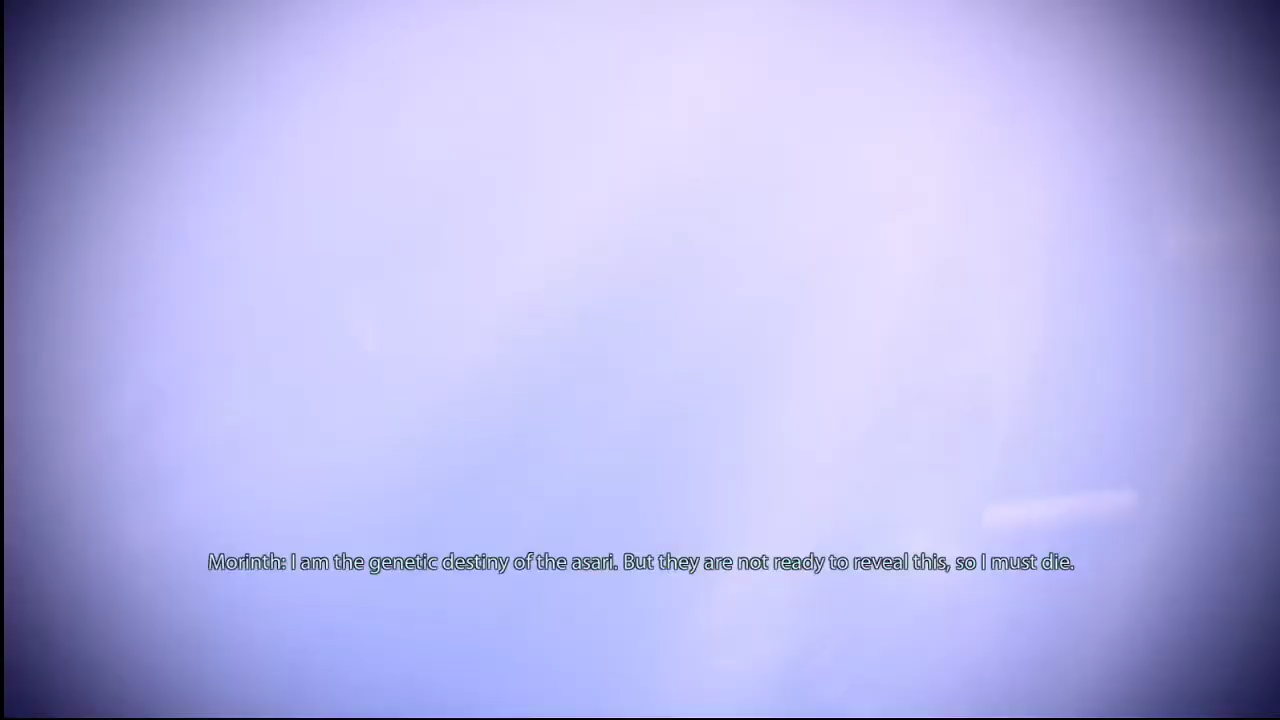 Morinth: I am the genetic destiny of the asari. But they are not ready to reveal this, so I must die.